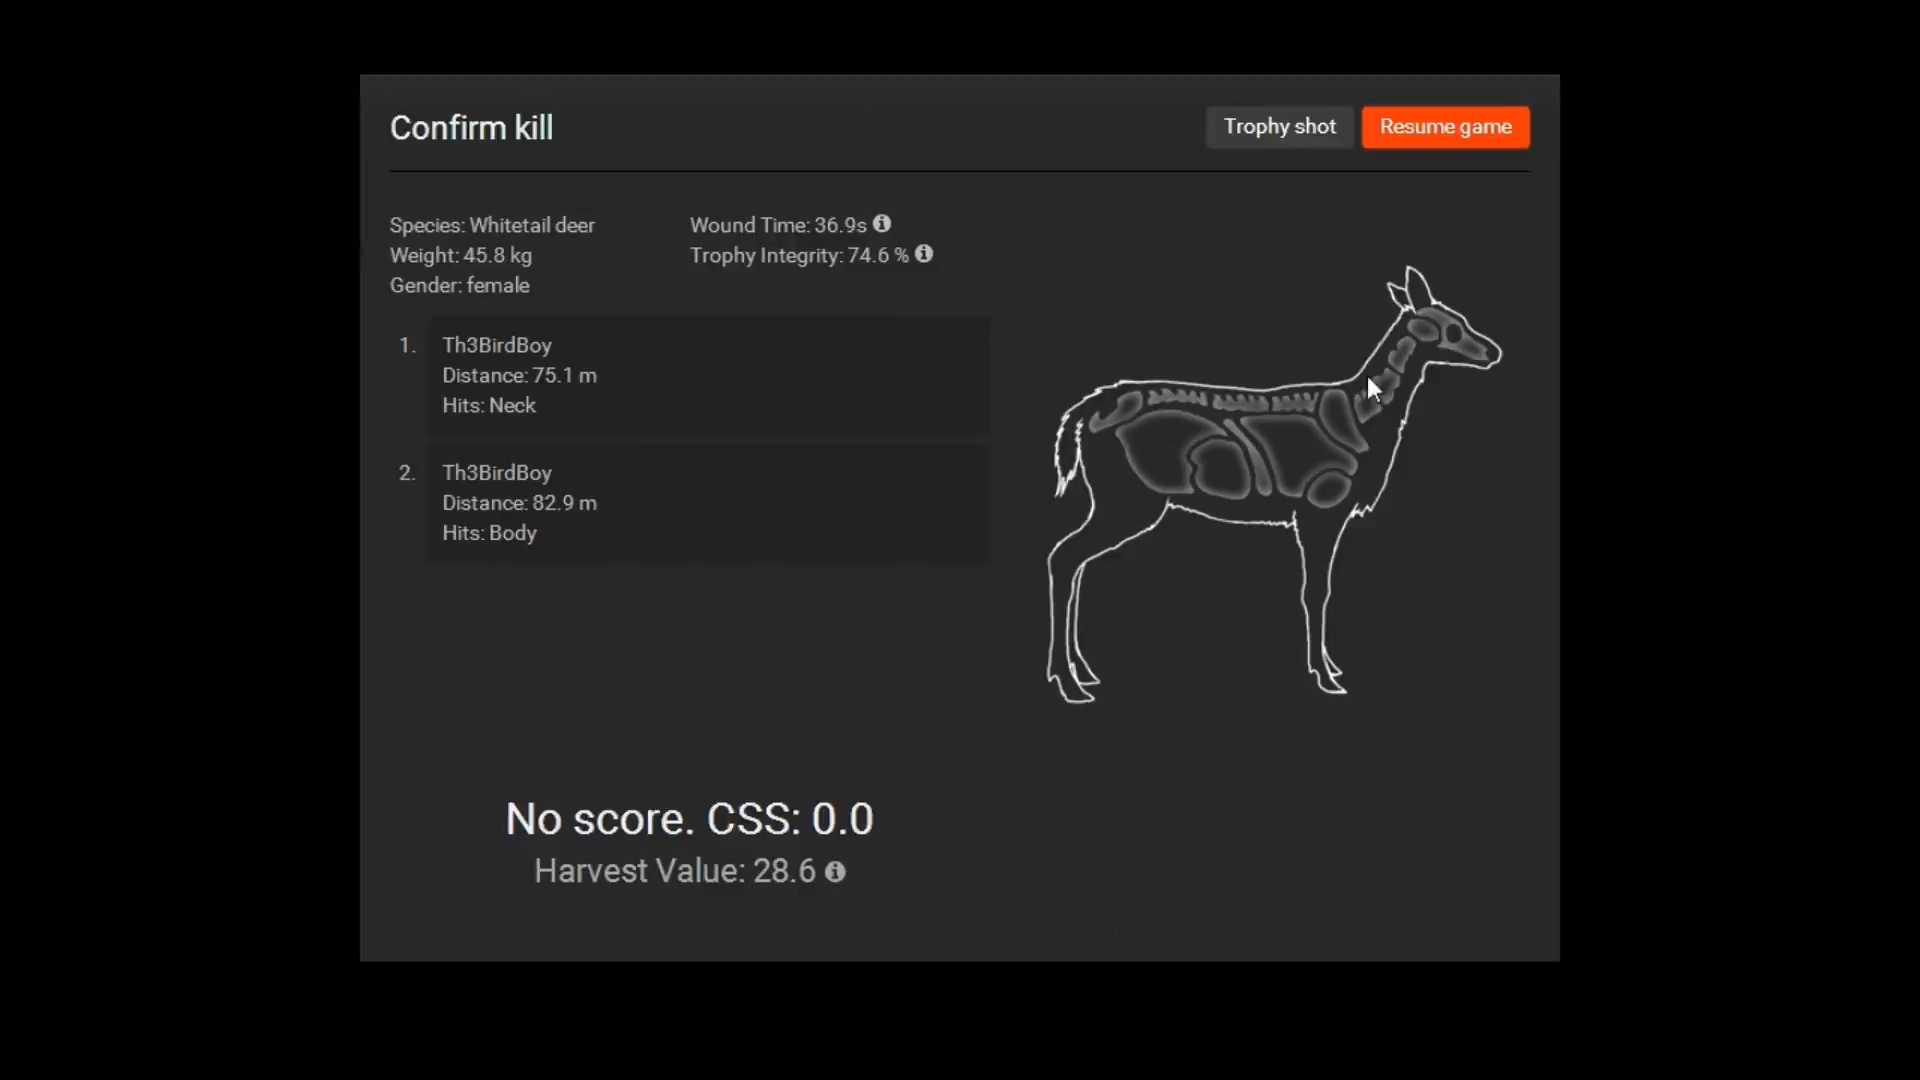 Confirm kill
Trophy shot
Resume game
Species: Whitetail deer
Weight: 45.8 kg
Gender: female
Wound Time: 36.9s
Trophy Integrity: 74.6 %
1.
Th3BirdBoy
Distance: 75.1 m
Hits: Neck
2.
Th3BirdBoy
Distance: 82.9 m
Hits: Body
No score. CSS: 0.0
Harvest Value: 28.6